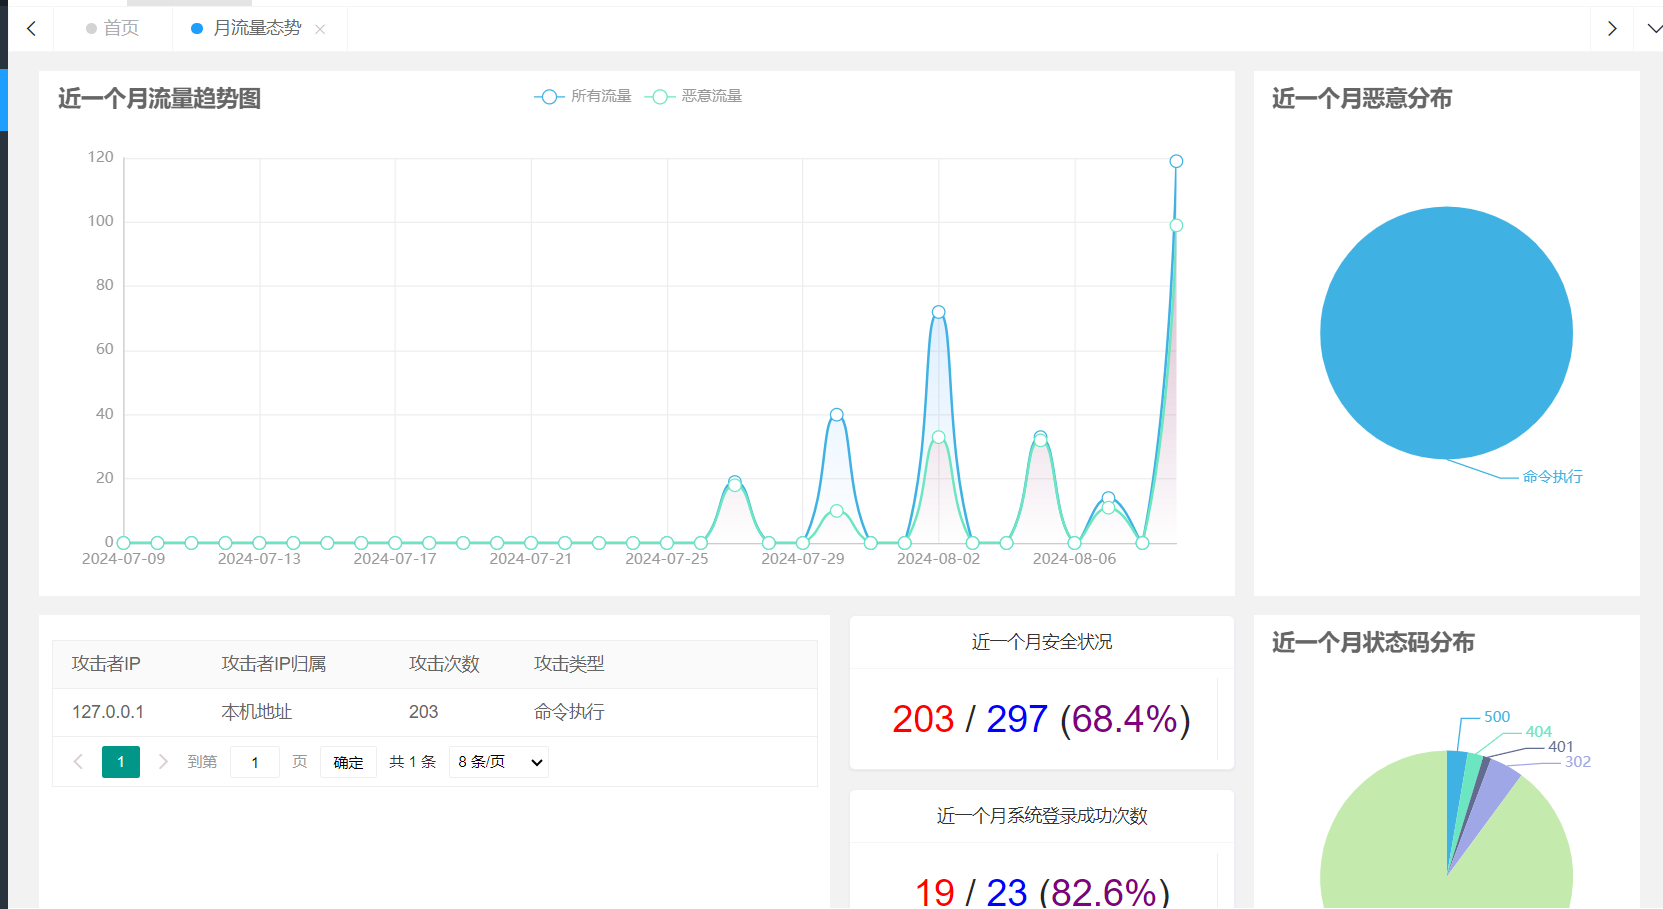 首页
月流量态势
近一个月流量趋势图
所有流量
恶意流量
120
100
80
60
40
20
0
2024-07-09
2024-07-13
2024-07-17
2024-07-21
2024-07-25
2024-07-29
2024-08-02
2024-08-06
近一个月恶意分布
命令执行
攻击者IP 攻击者IP归属 攻击次数 攻击类型
127.0.0.1 本机地址 203 命令执行
1 到第 1 页 确定 共 1 条 8 条/页
近一个月安全状况
203 / 297 (68.4%)
近一个月系统登录成功次数
19 / 23 (82.6%)
近一个月状态码分布
500
404
401
302